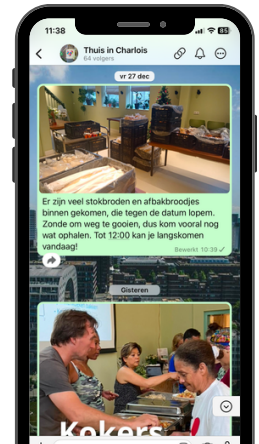 11:38
85
Thuis in Charlois
64 volgers
vr 27 dec
Er zijn veel stokbroden en afbakbroodjes
binnen gekomen, die tegen de datum lopem.
Zonde om weg te gooien, dus kom vooral nog
wat ophalen. Tot 12:00 kan je langskomen
vandaag!
Bewerkt 10:39
Gisteren
Kokers